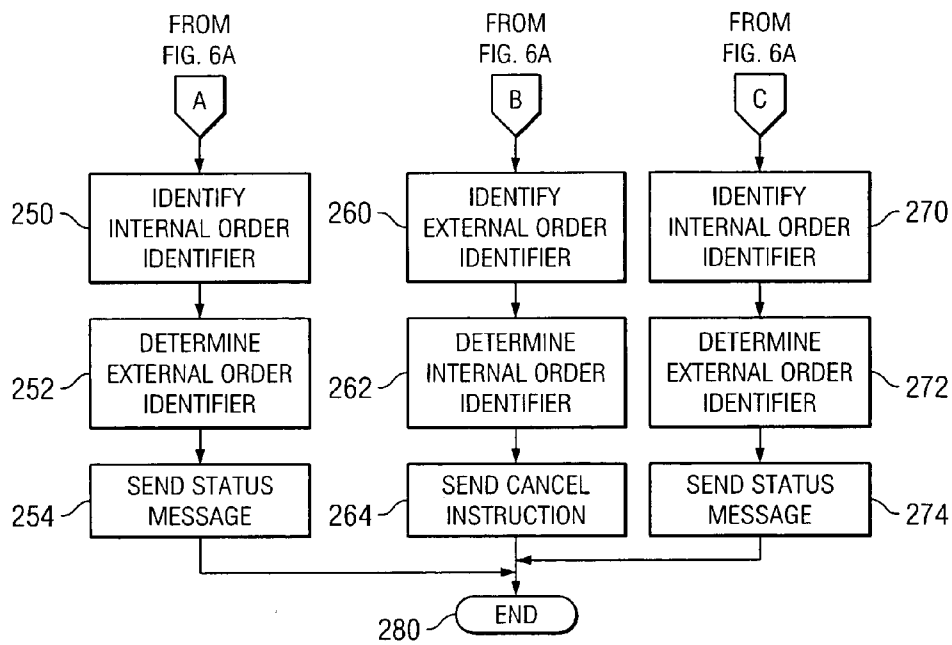 FROM
FIG. 6A
A
FROM
FIG. 6A
B
FROM
FIG. 6A
C
250
IDENTIFY
INTERNAL ORDER
IDENTIFIER
260
IDENTIFY
EXTERNAL ORDER
IDENTIFIER
IDENTIFY
INTERNAL ORDER
IDENTIFIER
270
252
DETERMINE
EXTERNAL ORDER
IDENTIFIER
262
DETERMINE
INTERNAL ORDER
IDENTIFIER
DETERMINE
EXTERNAL ORDER
IDENTIFIER
272
254
SEND STATUS
MESSAGE
264
SEND CANCEL
INSTRUCTION
SEND STATUS
MESSAGE
274
280
END